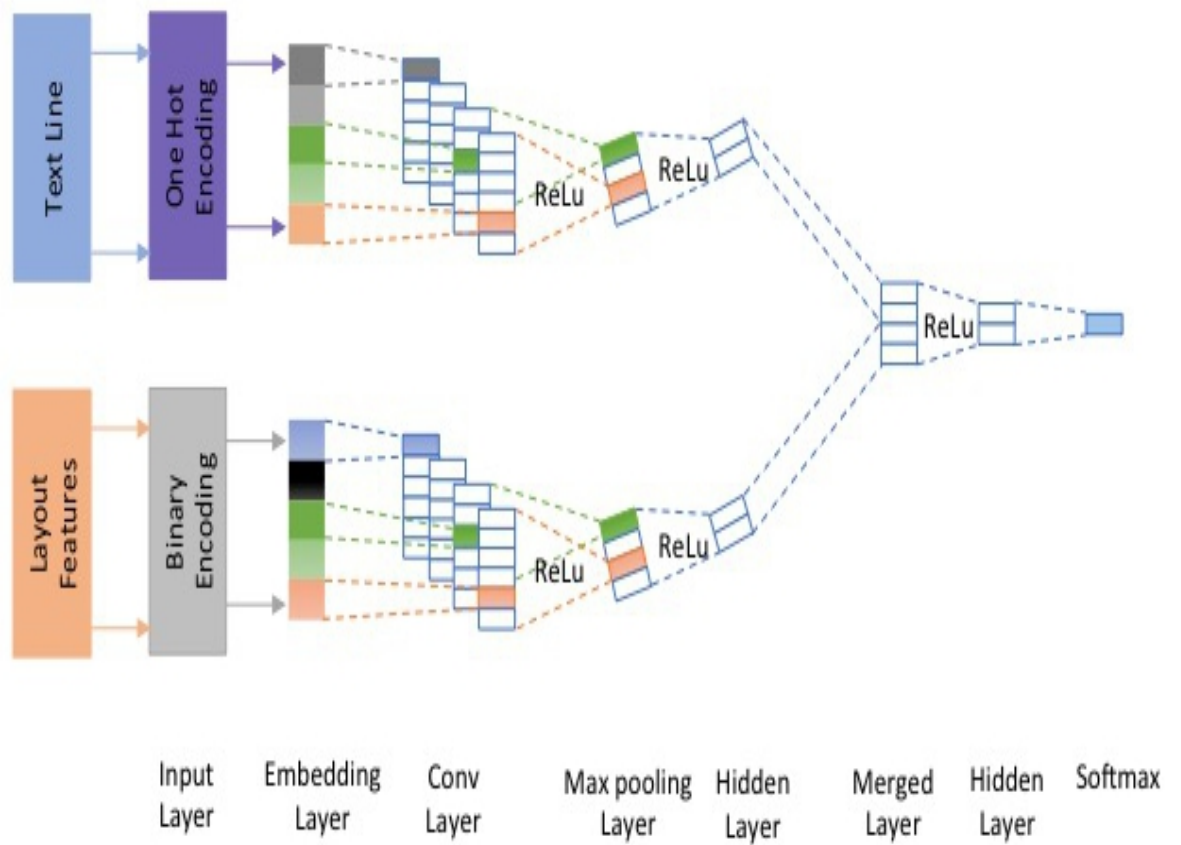 Text Line
One Hot
Encoding
ReLu
ReLu
ReLu
Layout
Features
Binary
Encoding
ReLu
ReLu
Input
Layer
Embedding
Layer
Conv
Layer
Max pooling
Layer
Hidden
Layer
Merged
Layer
Hidden
Layer
Softmax